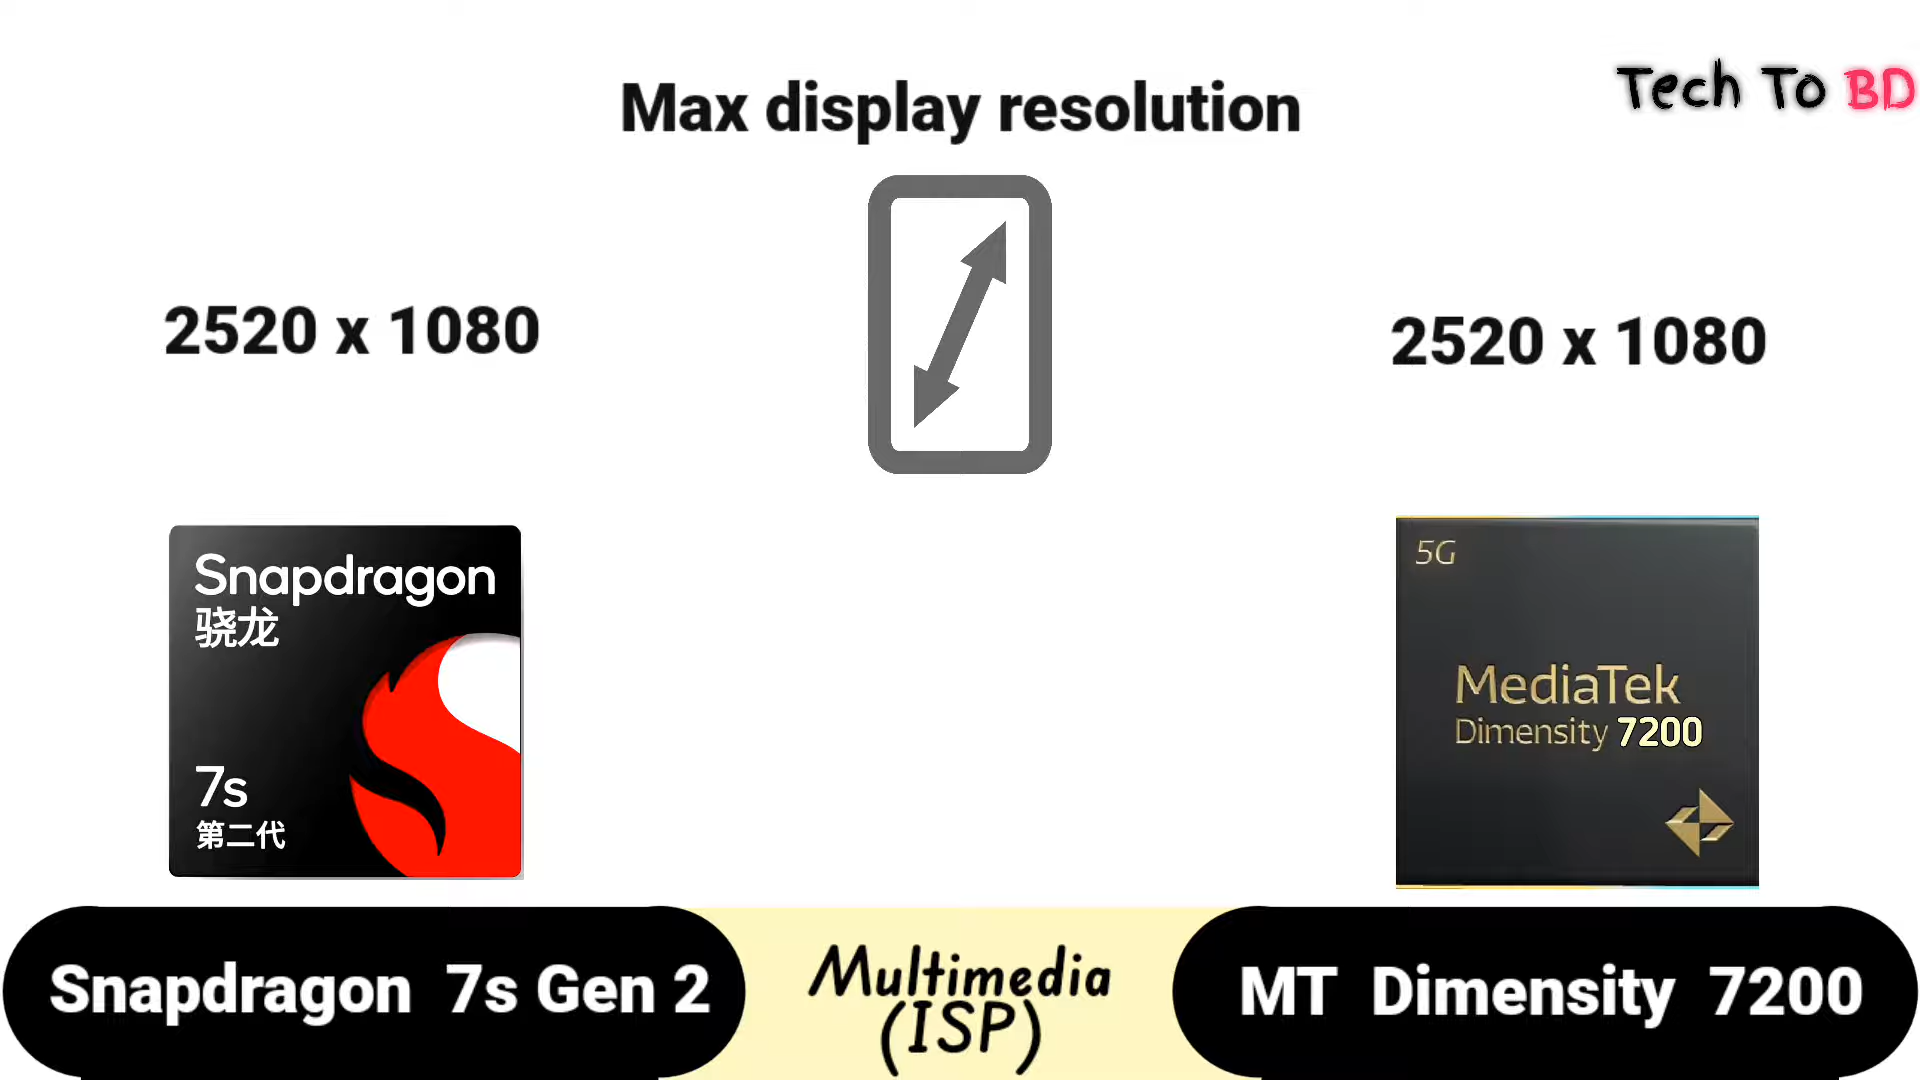 Tech To BD
Max display resolution
2520 x 1080
2520 x 1080
Snapdragon
骁龙
7s
第二代
5G
MediaTek
Dimensity 7200
Snapdragon 7s Gen 2
Multimedia
(ISP)
MT Dimensity 7200